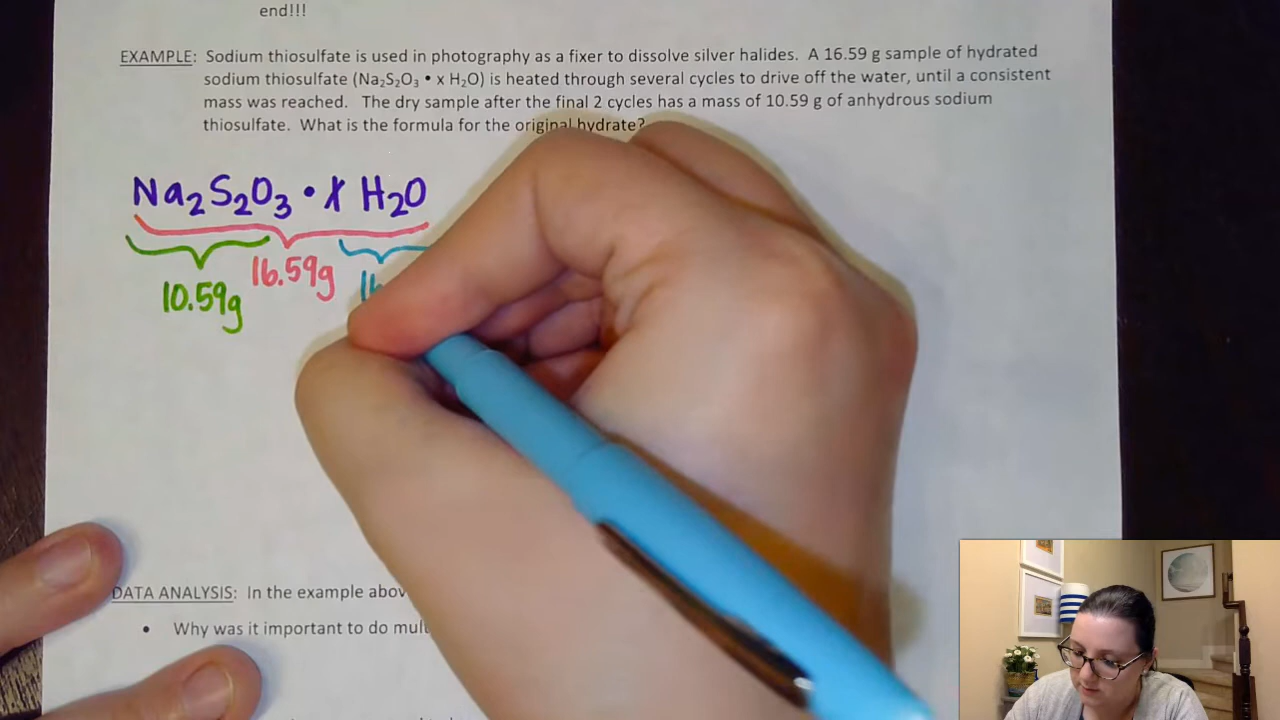 end!!!
EXAMPLE: Sodium thiosulfate is used in photography as a fixer to dissolve silver halides. A 16.59 g sample of hydrated
sodium thiosulfate (Na₂S₂O₃ • x H₂O) is heated through several cycles to drive off the water, until a consistent
mass was reached. The dry sample after the final 2 cycles has a mass of 10.59 g of anhydrous sodium
thiosulfate. What is the formula for the original hydrate?
Na₂S₂O₃ • x H₂O
16.59g
10.59g
DATA ANALYSIS: In the example
Why was it important to do